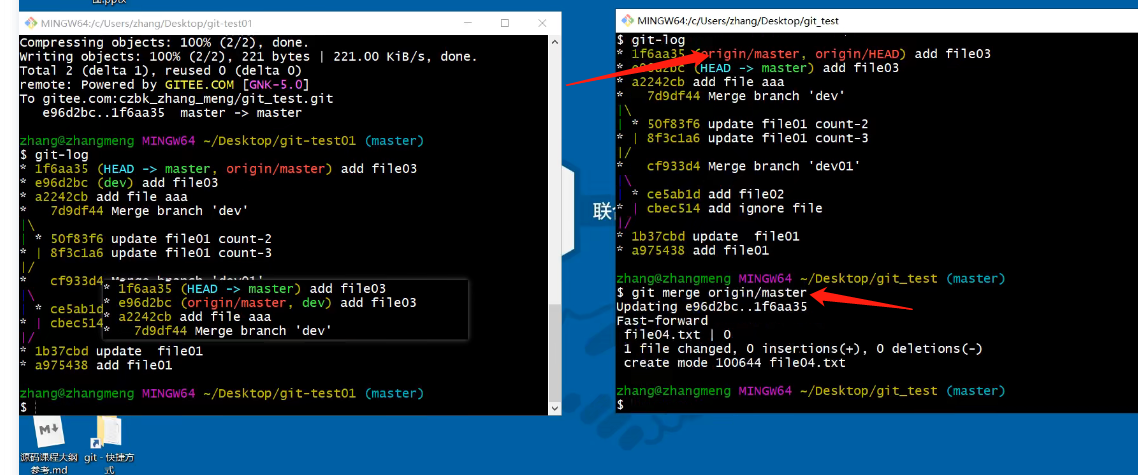 图.pptx
MINGW64:/c/Users/zhang/Desktop/git-test01
Compressing objects: 100% (2/2), done.
Writing objects: 100% (2/2), 221 bytes | 221.00 KiB/s, done.
Total 2 (delta 1), reused 0 (delta 0)
remote: Powered by GITEE.COM [GNK-5.0]
To gitee.com:czbk_zhang_meng/git_test.git
   e96d2bc..1f6aa35  master -> master
zhang@zhangmeng MINGW64 ~/Desktop/git-test01 (master)
$ git-log
* 1f6aa35 (HEAD -> master, origin/master) add file03
* e96d2bc (dev) add file03
* a2242cb add file aaa
*   7d9df44 Merge branch 'dev'
|\
| * 50f83f6 update file01 count-2
* | 8f3c1a6 update file01 count-3
|/
*   cf933d4 Merge branch 'dev01'
|\
| * ce5ab1d
* | cbec514
|/
* 1b37cbd update  file01
* a975438 add file01
zhang@zhangmeng MINGW64 ~/Desktop/git-test01 (master)
$
* 1f6aa35 (HEAD -> master) add file03
* e96d2bc (origin/master, dev) add file03
* a2242cb add file aaa
*   7d9df44 Merge branch 'dev'
联
MINGW64:/c/Users/zhang/Desktop/git_test
$ git-log
* 1f6aa35 (origin/master, origin/HEAD) add file03
* e96d2bc (HEAD -> master) add file03
* a2242cb add file aaa
*   7d9df44 Merge branch 'dev'
|\
| * 50f83f6 update file01 count-2
* | 8f3c1a6 update file01 count-3
|/
*   cf933d4 Merge branch 'dev01'
|\
| * ce5ab1d add file02
* | cbec514 add ignore file
|/
* 1b37cbd update  file01
* a975438 add file01
zhang@zhangmeng MINGW64 ~/Desktop/git_test (master)
$ git merge origin/master
Updating e96d2bc..1f6aa35
Fast-forward
 file04.txt | 0
 1 file changed, 0 insertions(+), 0 deletions(-)
 create mode 100644 file04.txt
zhang@zhangmeng MINGW64 ~/Desktop/git_test (master)
$
M↓
源码课程大纲
参考.md
git - 快捷方
式